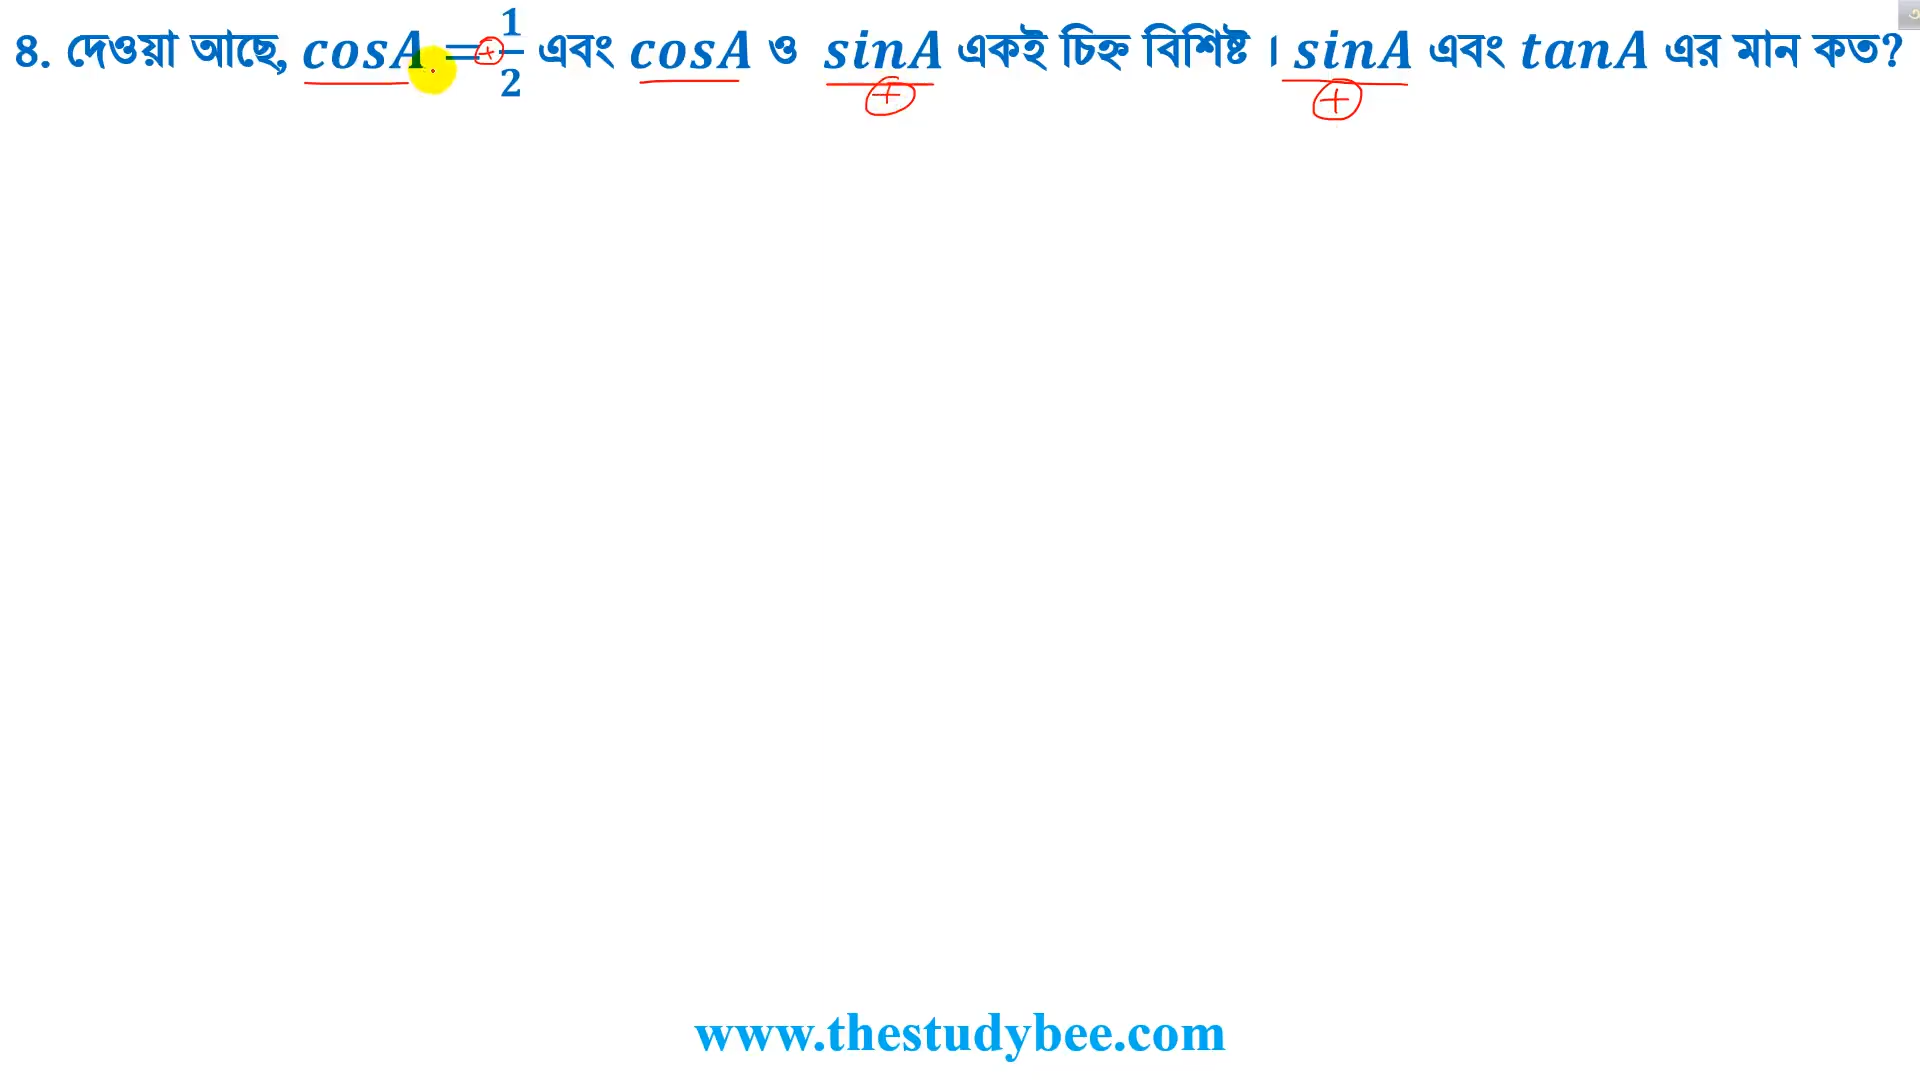 ৪. দেওয়া আছে, cosA = + 1/2 এবং cosA ও sinA একই চিহ্ন বিশিষ্ট । sinA এবং tanA এর মান কত?
+ +
www.thestudybee.com